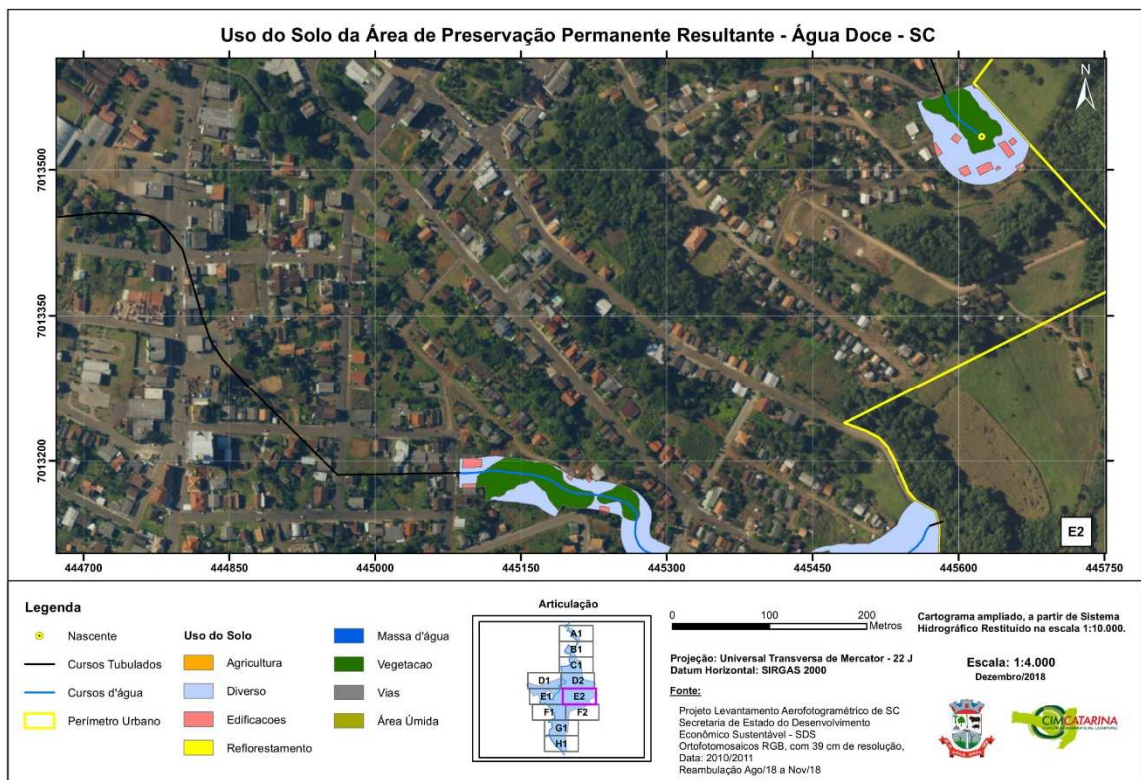 Uso do Solo da Área de Preservação Permanente Resultante - Água Doce - SC
N
7013500
7013350
7013200
E2
444700 444850 445000 445150 445300 445450 445600 445750
Legenda
Nascente
Cursos Tubulados
Cursos d'água
Perímetro Urbano
Uso do Solo
Agricultura
Diverso
Edificacoes
Reflorestamento
Massa d'água
Vegetacao
Vias
Área Úmida
Articulação
A1
B1
C1
D1 D2
E1 E2
F1 F2
G1
H1
0 100 200
Metros
Projeção: Universal Transversa de Mercator - 22 J
Datum Horizontal: SIRGAS 2000
Fonte:
Projeto Levantamento Aerofotogramétrico de SC
Secretaria de Estado do Desenvolvimento
Econômico Sustentável - SDS
Ortofotomosaicos RGB, com 39 cm de resolução,
Data: 2010/2011
Reambulação Ago/18 a Nov/18
Cartograma ampliado, a partir de Sistema
Hidrográfico Restituído na escala 1:10.000.
Escala: 1:4.000
Dezembro/2018
ÁGUA DOCE
CIMCATARINA